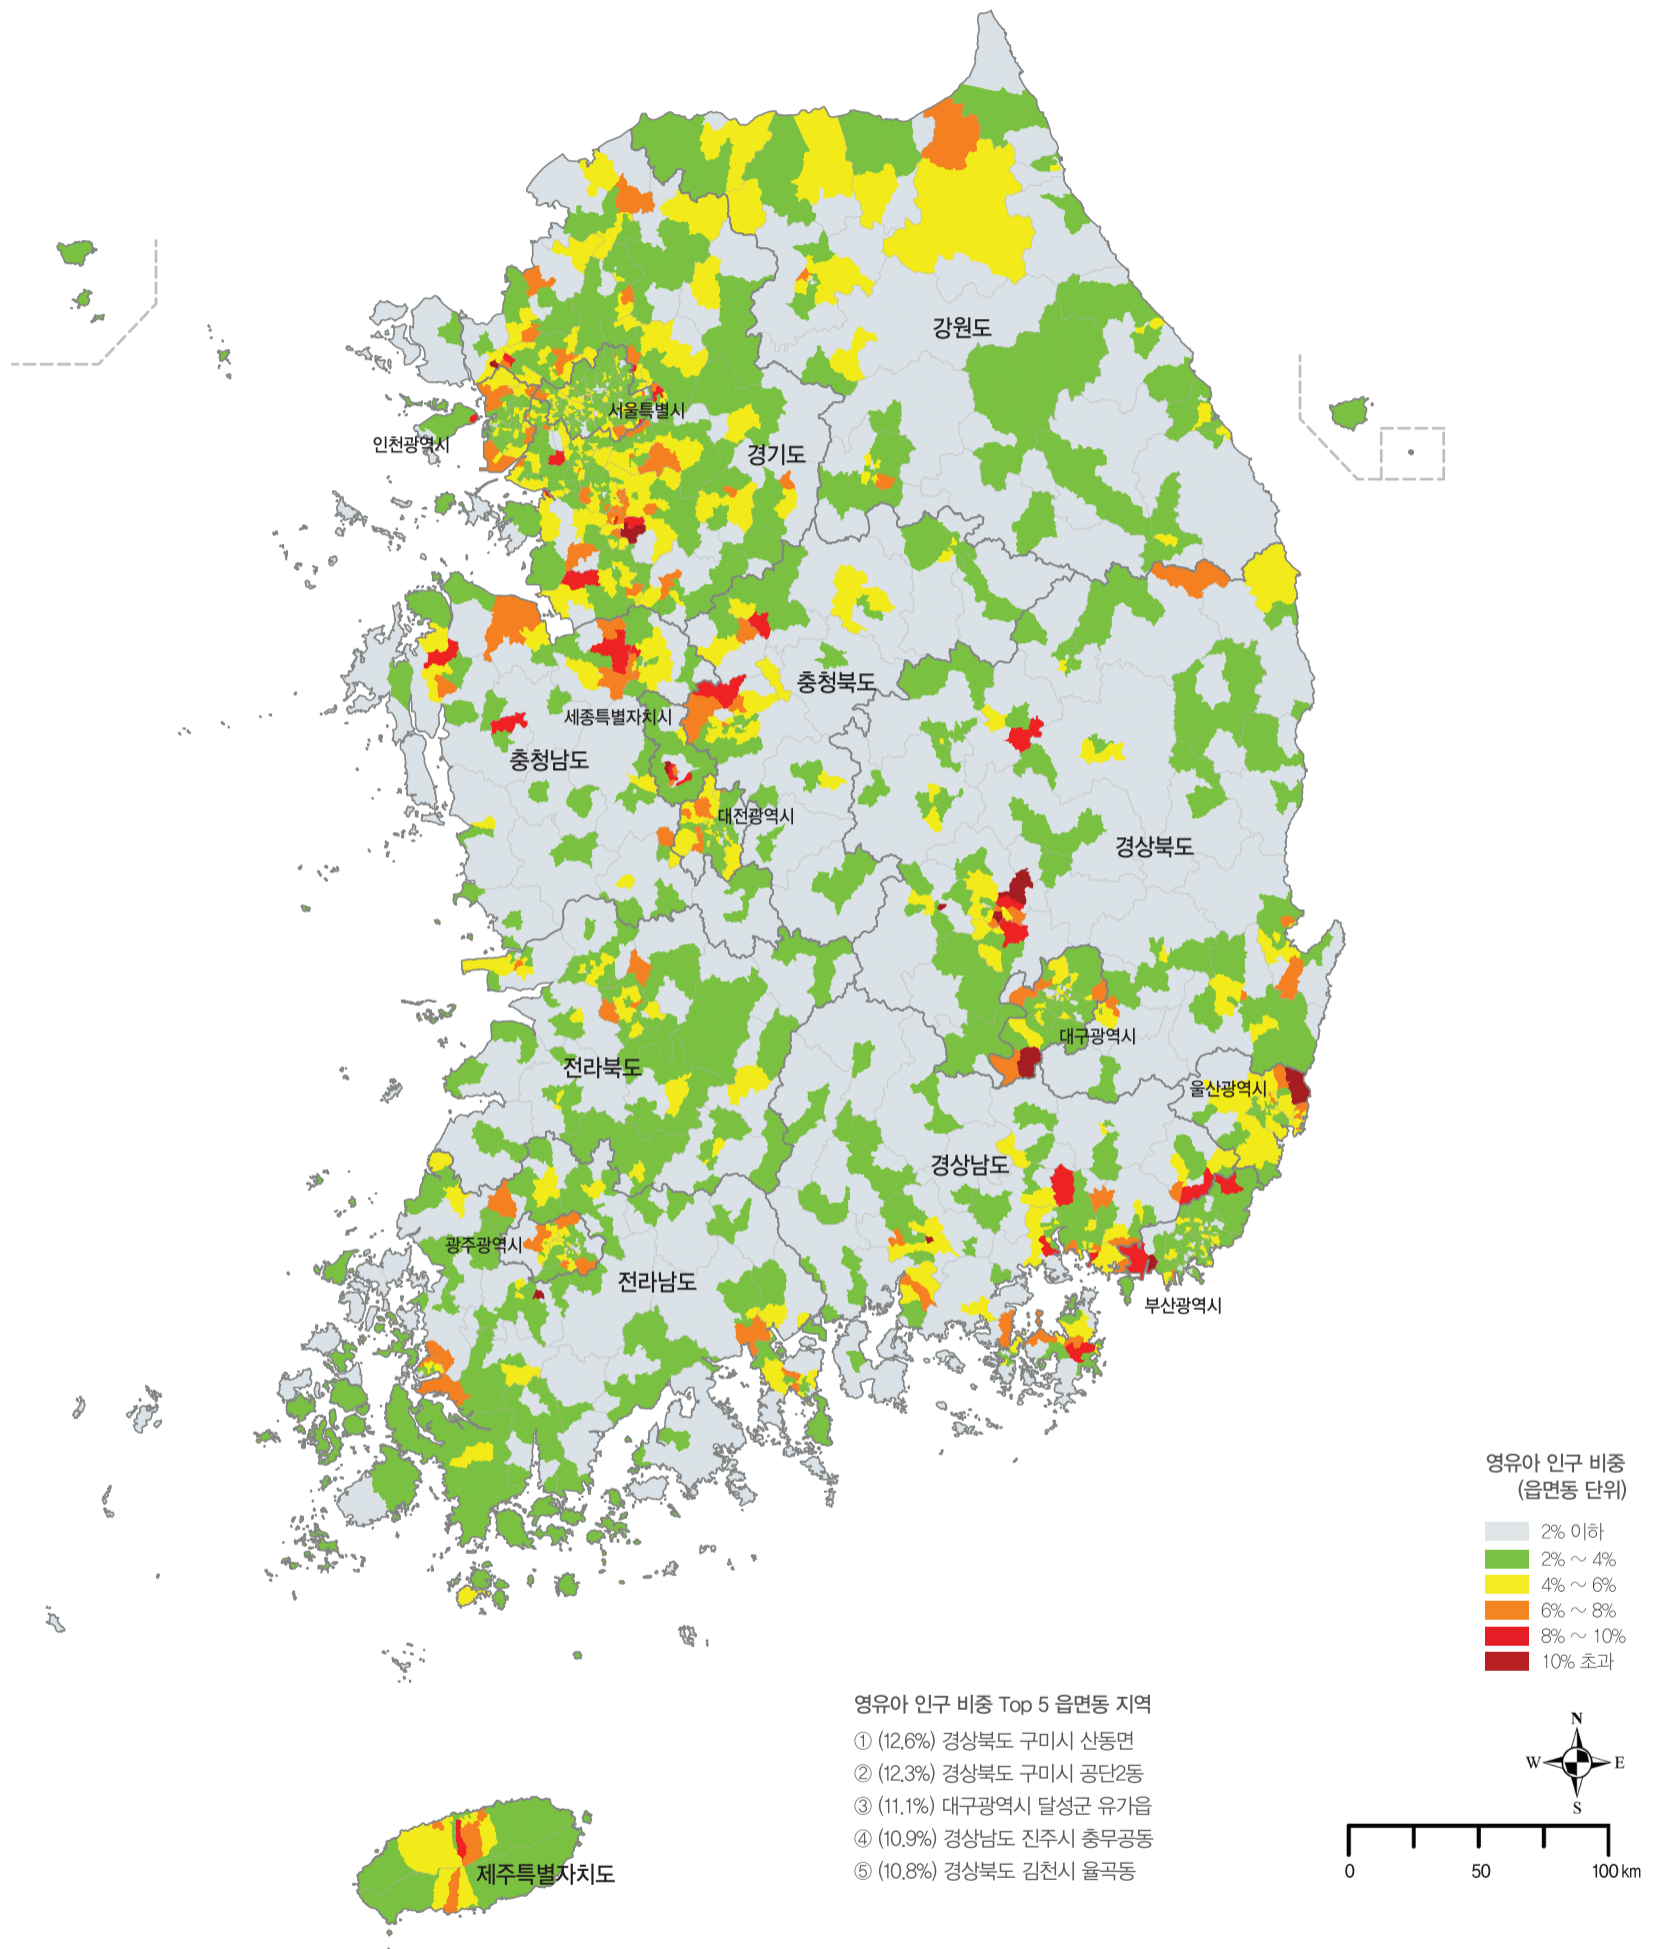 강원도
서울특별시
인천광역시
경기도
충청북도
세종특별자치시
충청남도
대전광역시
경상북도
대구광역시
전라북도
울산광역시
경상남도
광주광역시
전라남도
부산광역시
영유아 인구 비중
(읍면동 단위)
2% 이하
2% ~ 4%
4% ~ 6%
6% ~ 8%
8% ~ 10%
10% 초과
영유아 인구 비중 Top 5 읍면동 지역
① (12.6%) 경상북도 구미시 산동면
② (12.3%) 경상북도 구미시 공단2동
③ (11.1%) 대구광역시 달성군 유가읍
④ (10.9%) 경상남도 진주시 충무공동
⑤ (10.8%) 경상북도 김천시 율곡동
N
W E
S
0 50 100 km
제주특별자치도